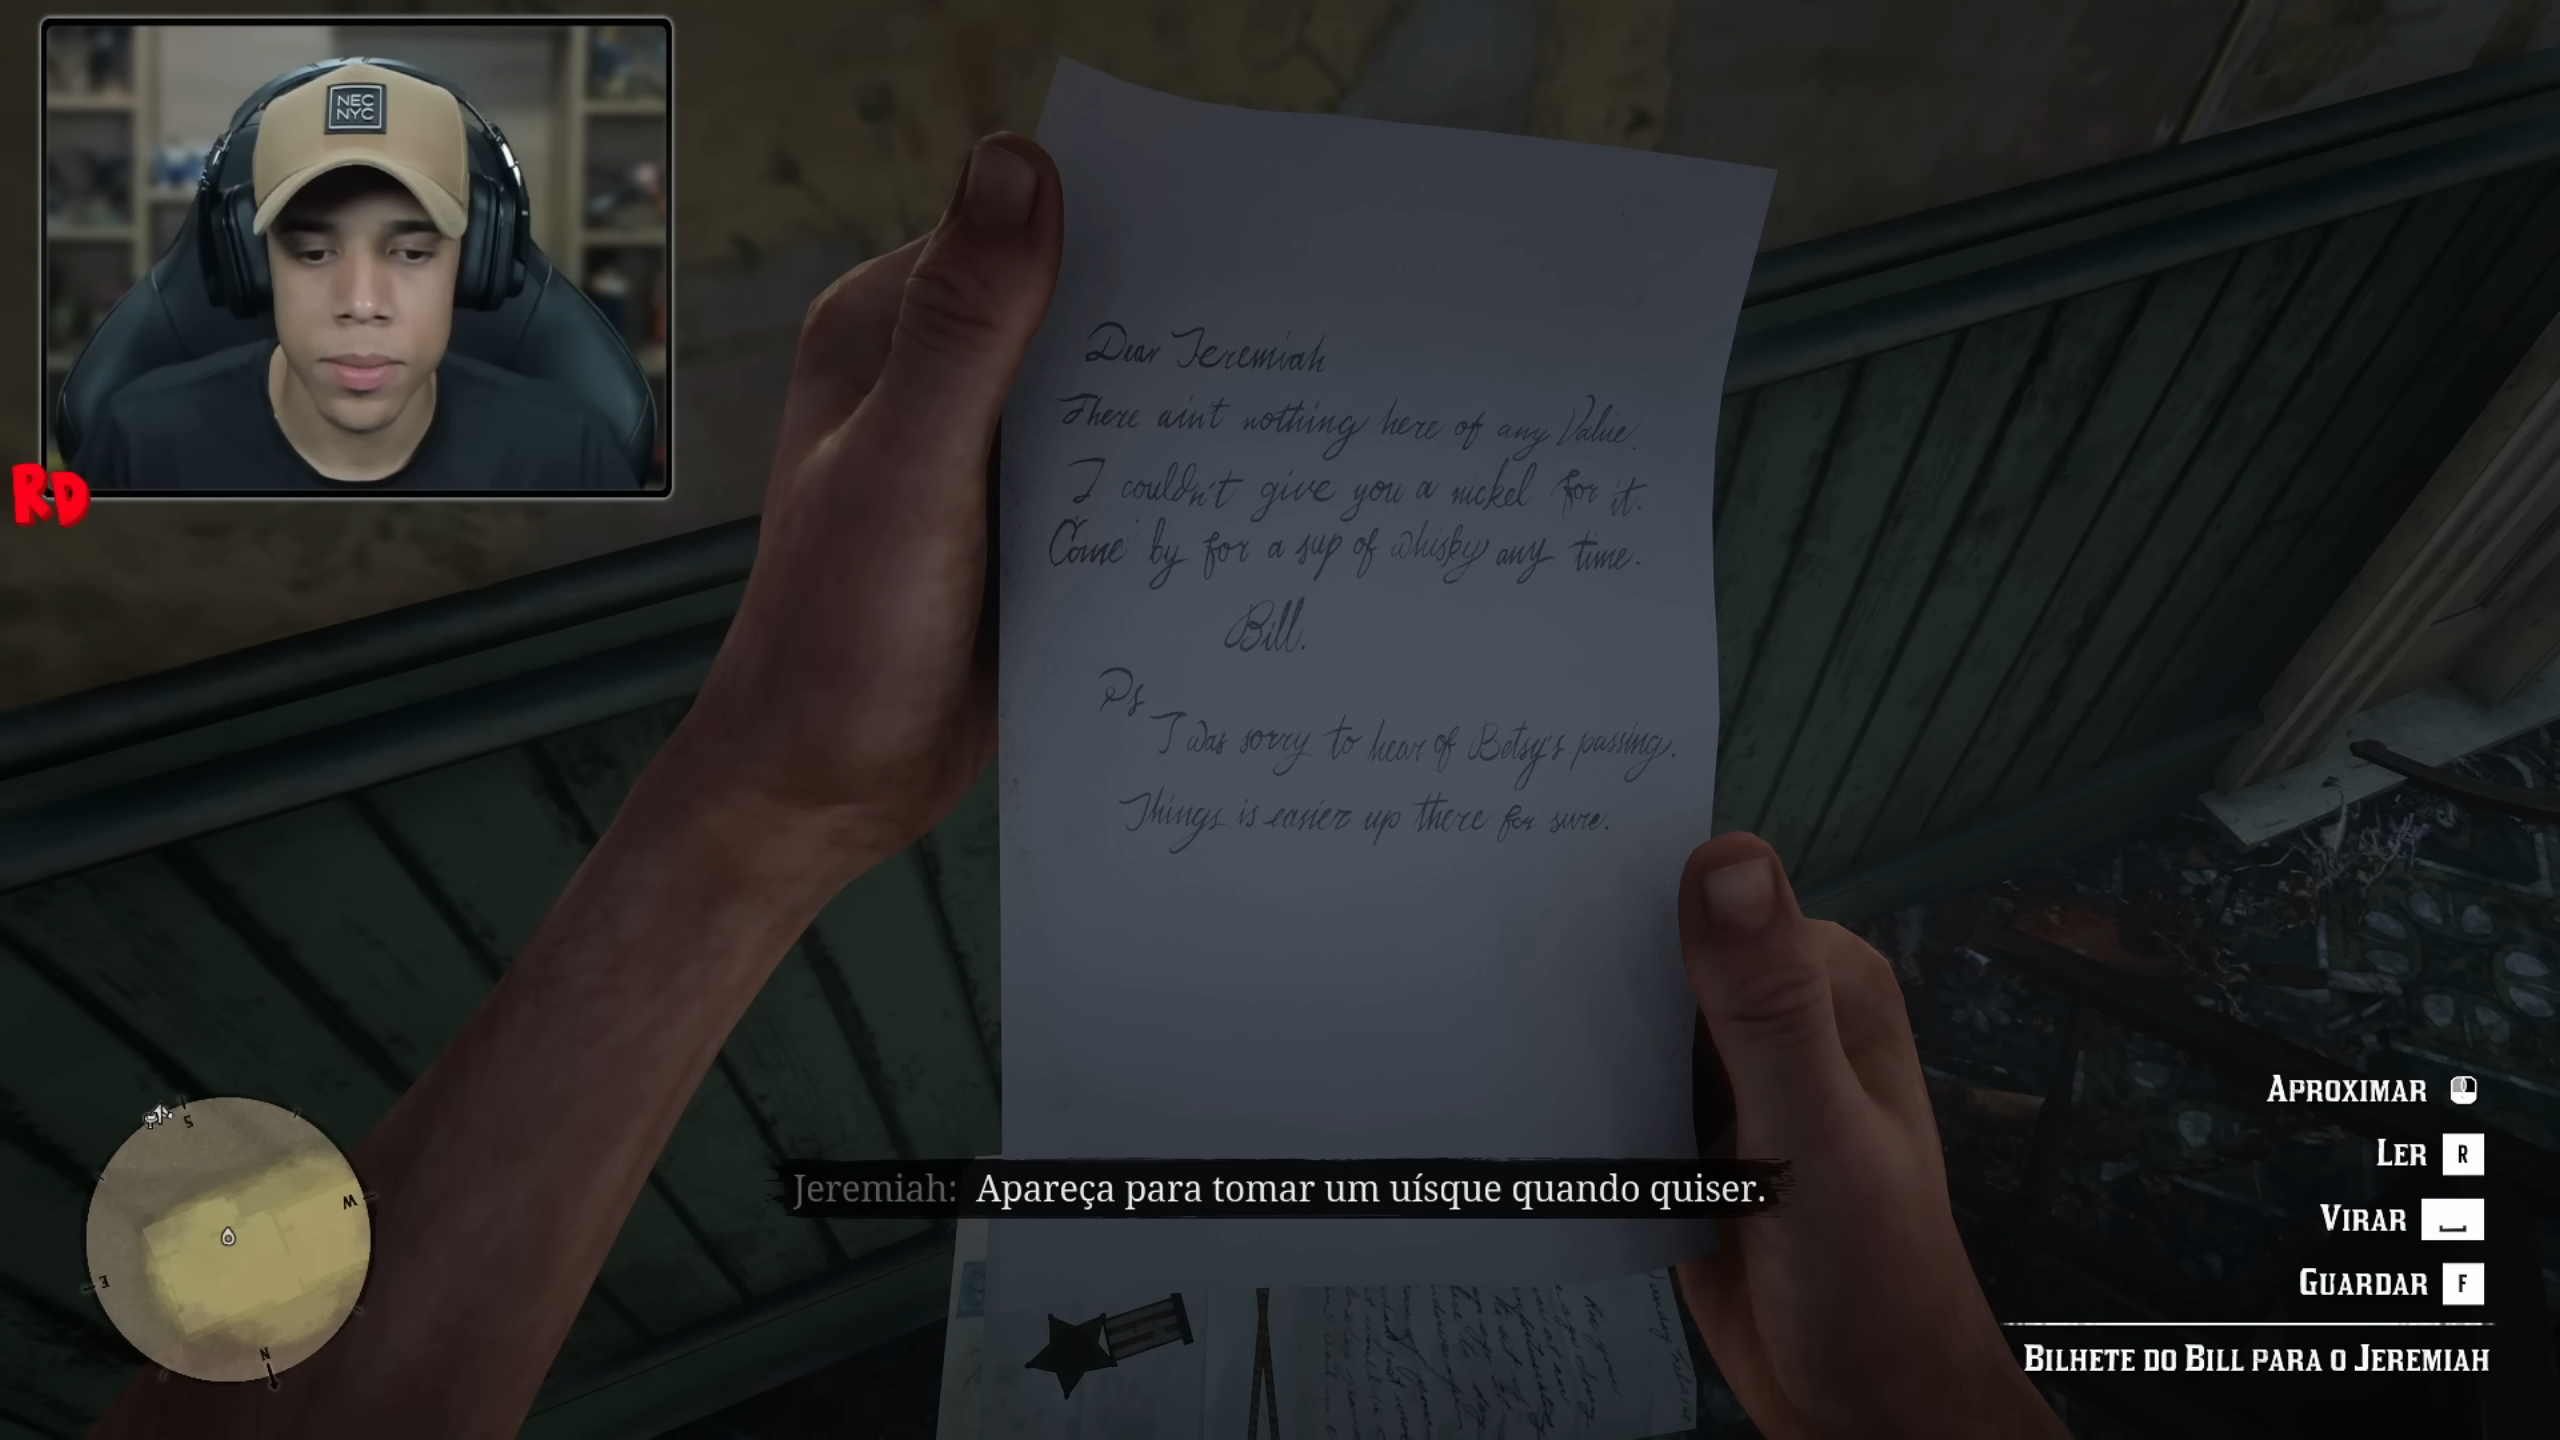 NEC
NYC
RD
Dear Jeremiah
There ain't nothing here of any Value.
I couldn't give you a nickel for it.
Come by for a sup of whisky any time.
Bill.
Ps
I was sorry to hear of Betsy's passing.
Things is easier up there for sure.
Jeremiah: Apareça para tomar um uísque quando quiser.
S
W
E
N
APROXIMAR
LER R
VIRAR
GUARDAR F
BILHETE DO BILL PARA O JEREMIAH